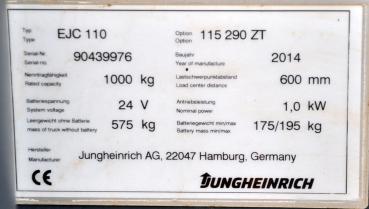 Typ EJC 110 Option 115 290 ZT
Type Option
Serial-Nr. 90439976 Baujahr 2014
Serial-no. Year of manufacture
Nenntragfähigkeit 1000 kg Lastschwerpunktabstand 600 mm
Rated capacity Load center distance
Batteriespannung 24 V Antriebsleistung 1,0 kW
System voltage Nominal power
Leergewicht ohne Batterie 575 kg Batteriegewicht min/max 175/195 kg
mass of truck without battery Battery mass min/max
Hersteller
Manufacturer Jungheinrich AG, 22047 Hamburg, Germany
CE JUNGHEINRICH